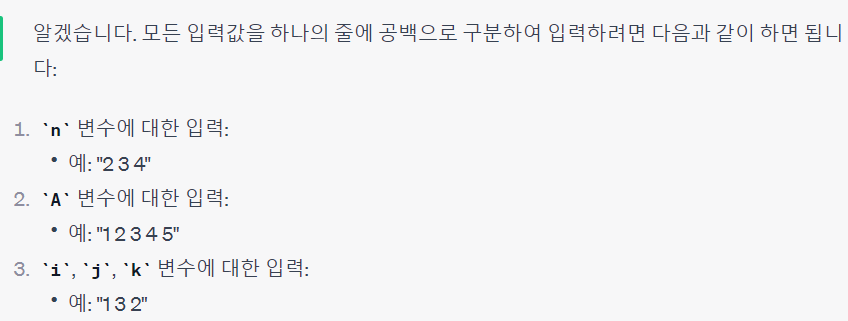 알겠습니다. 모든 입력값을 하나의 줄에 공백으로 구분하여 입력하려면 다음과 같이 하면 됩니
다:
1. `n` 변수에 대한 입력:
• 예: "2 3 4"
2. `A` 변수에 대한 입력:
• 예: "1 2 3 4 5"
3. `i`, `j`, `k` 변수에 대한 입력:
• 예: "1 3 2"